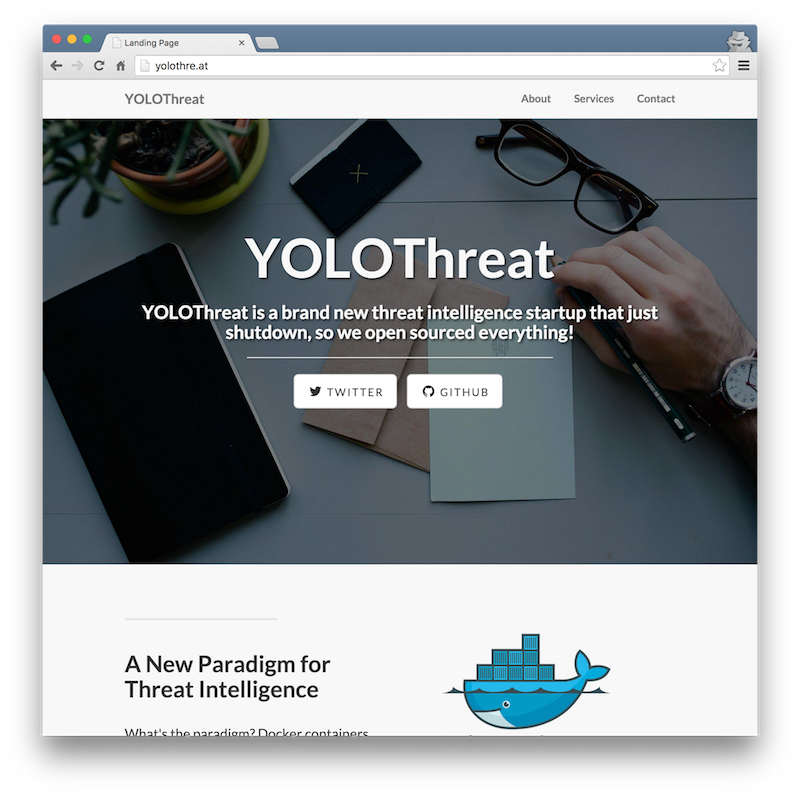 Landing Page
yolothre.at
YOLOThreat
About
Services
Contact
YOLOThreat
YOLOThreat is a brand new threat intelligence startup that just
shutdown, so we open sourced everything!
TWITTER
GITHUB
A New Paradigm for
Threat Intelligence
What's the paradigm? Docker containers